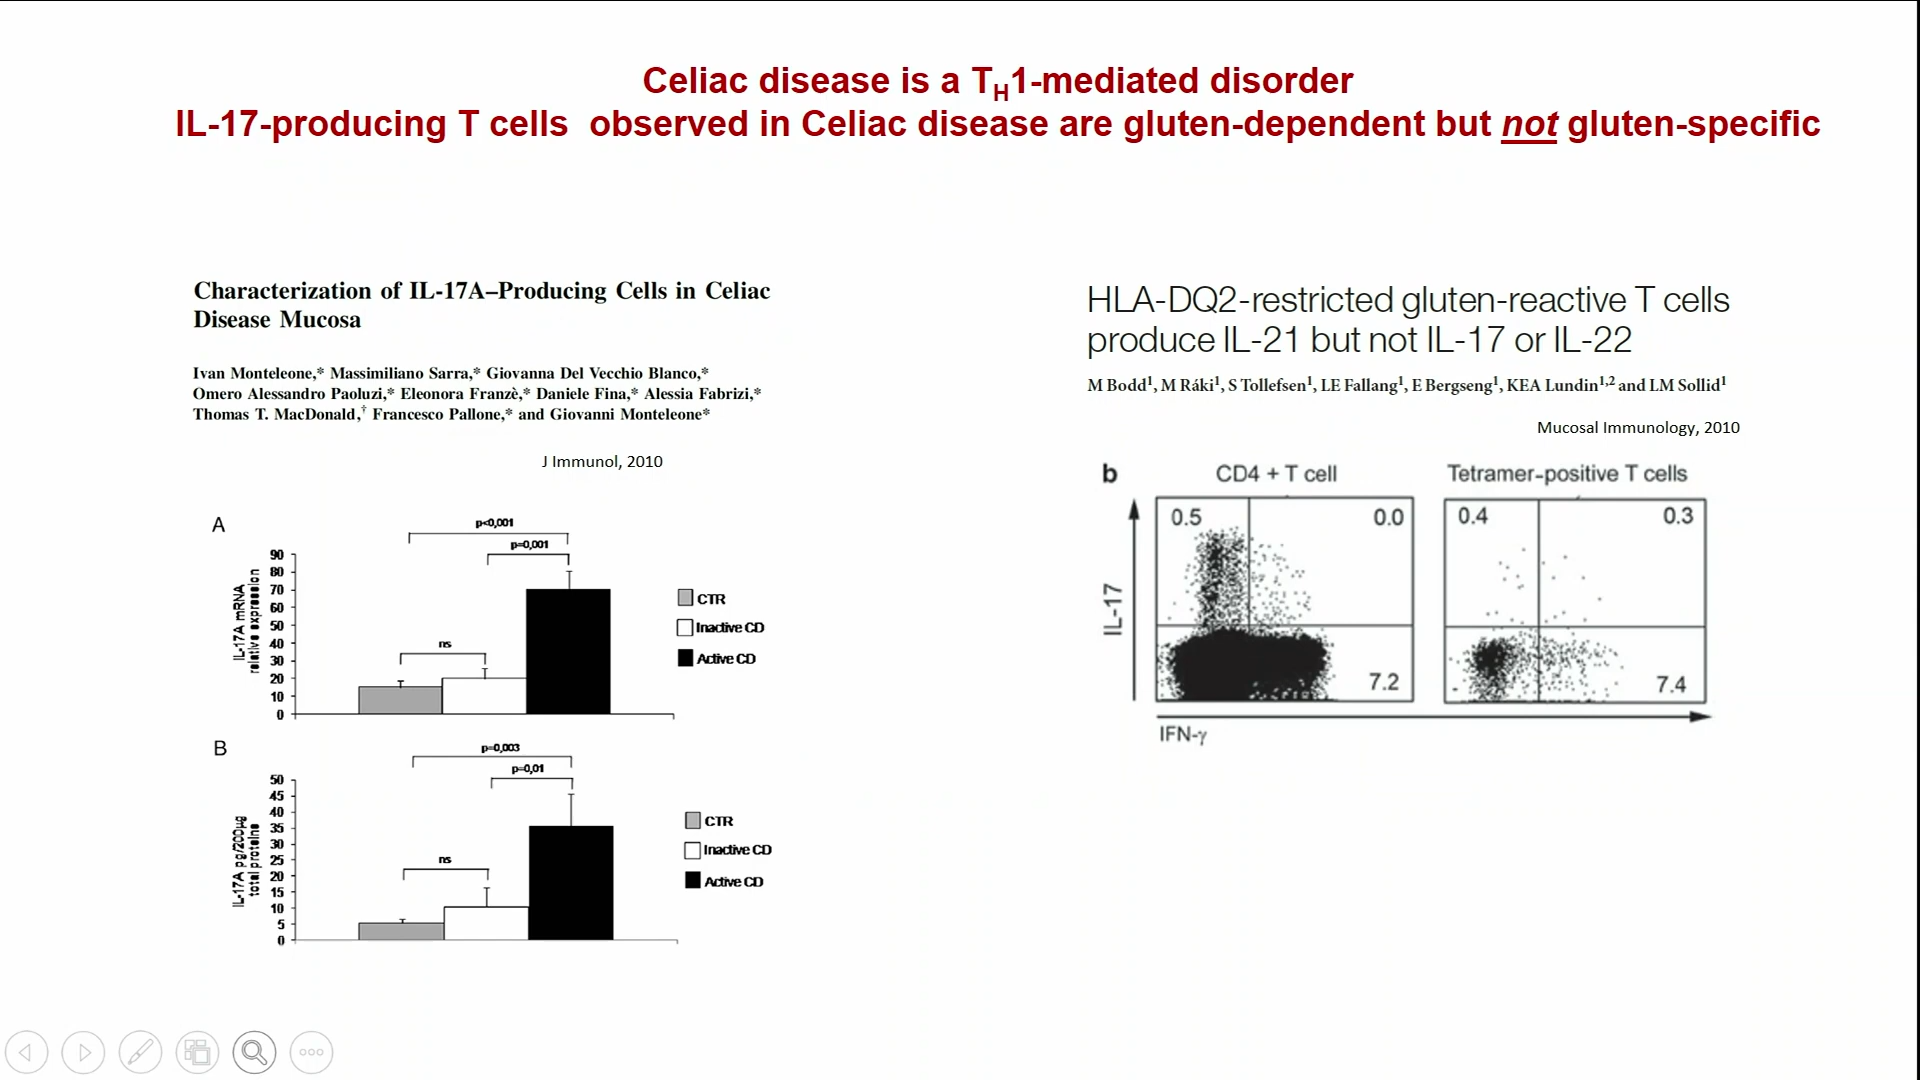 Celiac disease is a TH1-mediated disorder
IL-17-producing T cells  observed in Celiac disease are gluten-dependent but not gluten-specific
Characterization of IL-17A–Producing Cells in Celiac
Disease Mucosa
Ivan Monteleone,* Massimiliano Sarra,* Giovanna Del Vecchio Blanco,*
Omero Alessandro Paoluzi,* Eleonora Franzè,* Daniele Fina,* Alessia Fabrizi,*
Thomas T. MacDonald,† Francesco Pallone,* and Giovanni Monteleone*
J Immunol, 2010
A
p<0,001
p=0,001
ns
IL-17A mRNA
relative expression
90
80
70
60
50
40
30
20
10
0
CTR
Inactive CD
Active CD
B
p=0,003
p=0,01
ns
IL-17A pg/200µg
total proteins
50
45
40
35
30
25
20
15
10
5
0
CTR
Inactive CD
Active CD
HLA-DQ2-restricted gluten-reactive T cells
produce IL-21 but not IL-17 or IL-22
M Bodd1, M Ráki1, S Tollefsen1, LE Fallang1, E Bergseng1, KEA Lundin1,2 and LM Sollid1
Mucosal Immunology, 2010
b
CD4 + T cell
Tetramer-positive T cells
0.5
0.0
7.2
0.4
0.3
7.4
IL-17
IFN-γ